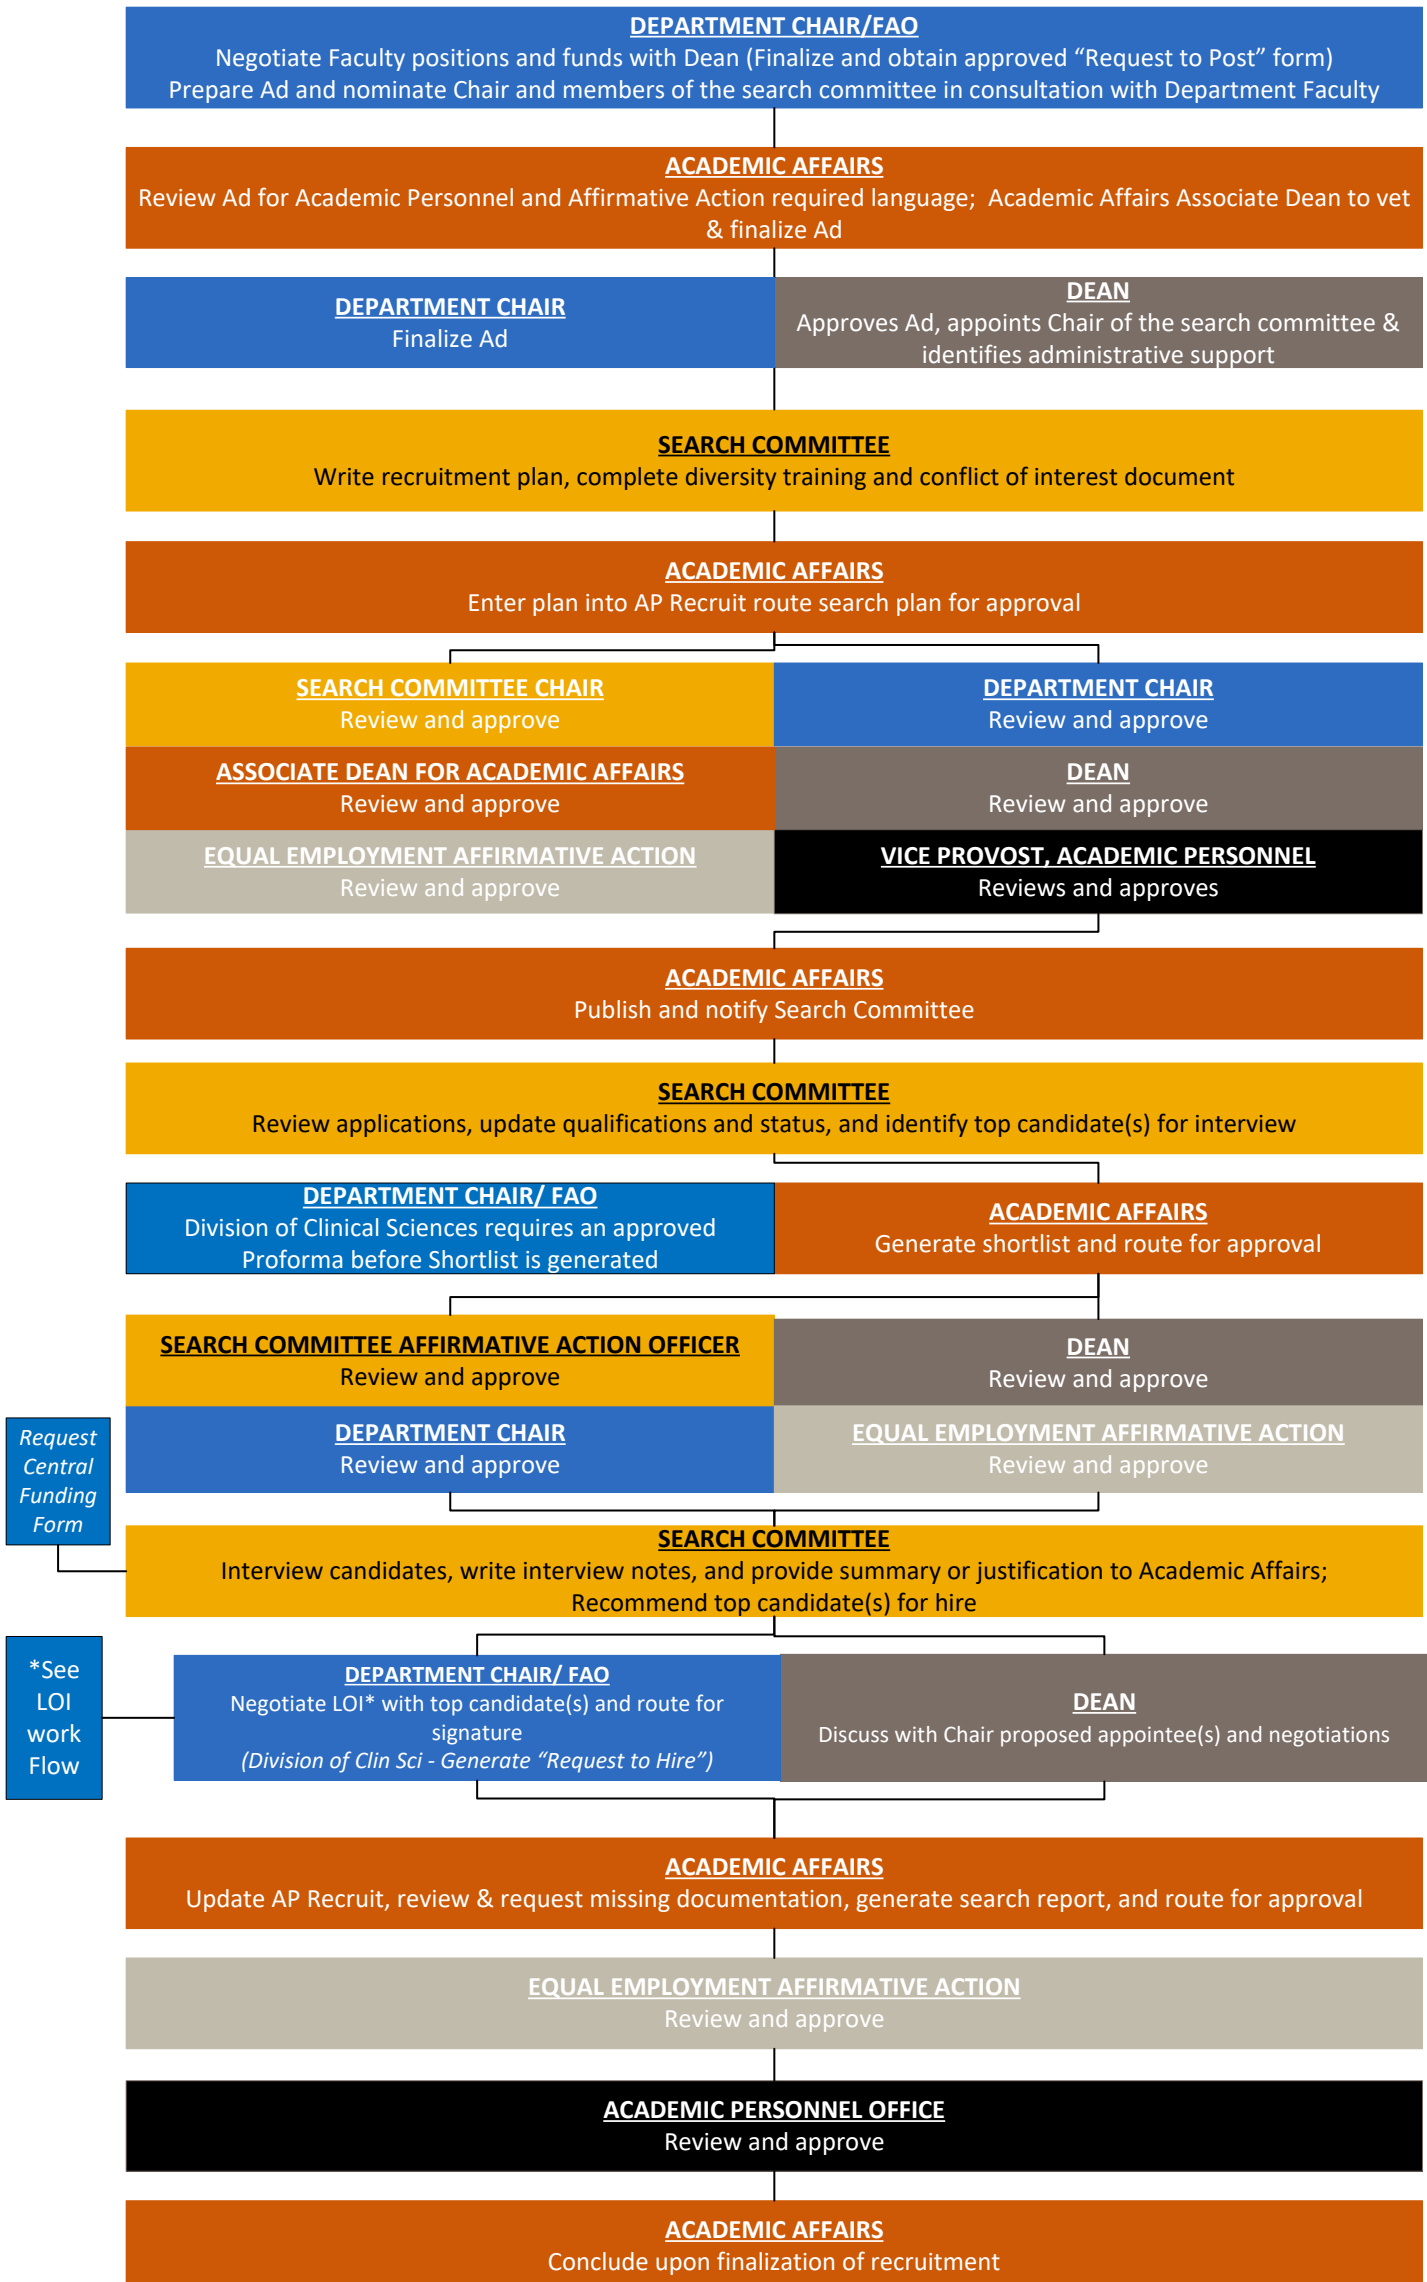 DEPARTMENT CHAIR/FAO
Negotiate Faculty positions and funds with Dean (Finalize and obtain approved “Request to Post” form)
Prepare Ad and nominate Chair and members of the search committee in consultation with Department Faculty
ACADEMIC AFFAIRS
Review Ad for Academic Personnel and Affirmative Action required language;  Academic Affairs Associate Dean to vet
& finalize Ad
DEPARTMENT CHAIR
Finalize Ad
DEAN
Approves Ad, appoints Chair of the search committee &
identifies administrative support
SEARCH COMMITTEE
Write recruitment plan, complete diversity training and conflict of interest document
ACADEMIC AFFAIRS
Enter plan into AP Recruit route search plan for approval
SEARCH COMMITTEE CHAIR
Review and approve
DEPARTMENT CHAIR
Review and approve
ASSOCIATE DEAN FOR ACADEMIC AFFAIRS
Review and approve
DEAN
Review and approve
EQUAL EMPLOYMENT AFFIRMATIVE ACTION
Review and approve
VICE PROVOST, ACADEMIC PERSONNEL
Reviews and approves
ACADEMIC AFFAIRS
Publish and notify Search Committee
SEARCH COMMITTEE
Review applications, update qualifications and status, and identify top candidate(s) for interview
DEPARTMENT CHAIR/ FAO
Division of Clinical Sciences requires an approved
Proforma before Shortlist is generated
ACADEMIC AFFAIRS
Generate shortlist and route for approval
SEARCH COMMITTEE AFFIRMATIVE ACTION OFFICER
Review and approve
DEAN
Review and approve
DEPARTMENT CHAIR
Review and approve
EQUAL EMPLOYMENT AFFIRMATIVE ACTION
Review and approve
Request
Central
Funding
Form
SEARCH COMMITTEE
Interview candidates, write interview notes, and provide summary or justification to Academic Affairs;
Recommend top candidate(s) for hire
*See
LOI
work
Flow
DEPARTMENT CHAIR/ FAO
Negotiate LOI* with top candidate(s) and route for
signature
(Division of Clin Sci - Generate “Request to Hire”)
DEAN
Discuss with Chair proposed appointee(s) and negotiations
ACADEMIC AFFAIRS
Update AP Recruit, review & request missing documentation, generate search report, and route for approval
EQUAL EMPLOYMENT AFFIRMATIVE ACTION
Review and approve
ACADEMIC PERSONNEL OFFICE
Review and approve
ACADEMIC AFFAIRS
Conclude upon finalization of recruitment